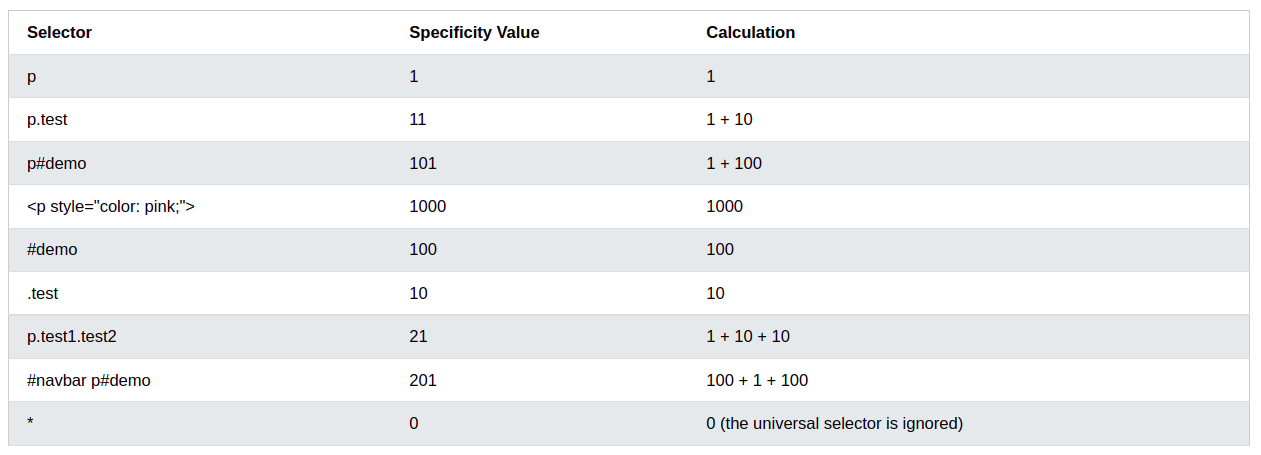 Selector Specificity Value Calculation
p 1 1
p.test 11 1 + 10
p#demo 101 1 + 100
<p style="color: pink;"> 1000 1000
#demo 100 100
.test 10 10
p.test1.test2 21 1 + 10 + 10
#navbar p#demo 201 100 + 1 + 100
* 0 0 (the universal selector is ignored)